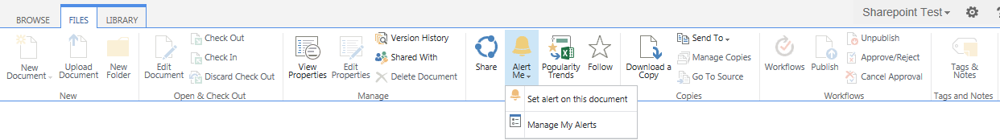 BROWSE
FILES
LIBRARY
Sharepoint Test
?
New
Document
Upload
Document
New
Folder
New
Edit
Document
Check Out
Check In
Discard Check Out
Open & Check Out
View
Properties
Edit
Properties
Version History
Shared With
Delete Document
Manage
Share
Alert
Me
Popularity
Trends
Follow
Set alert on this document
Manage My Alerts
Download a
Copy
Send To
Manage Copies
Go To Source
Copies
Workflows
Publish
Unpublish
Approve/Reject
Cancel Approval
Workflows
Tags &
Notes
Tags and Notes